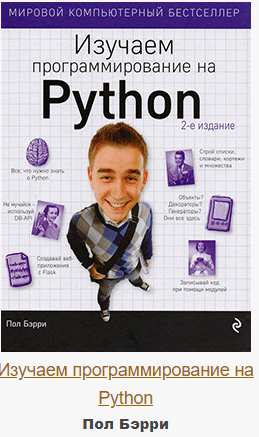 МИРОВОЙ КОМПЬЮТЕРНЫЙ БЕСТСЕЛЛЕР
Изучаем
программирование на
Python
2-е издание
Все, что нужно знать
о Python
Строй списки,
словари, кортежи
и множества
Не мучайся –
используй
DB-API
Объекты?
Декораторы?
Генераторы?
Они все здесь
Создавай веб-
приложения
с Flask
Записывай код
при помощи модулей
Пол Бэрри
Изучаем программирование на
Python
Пол Бэрри